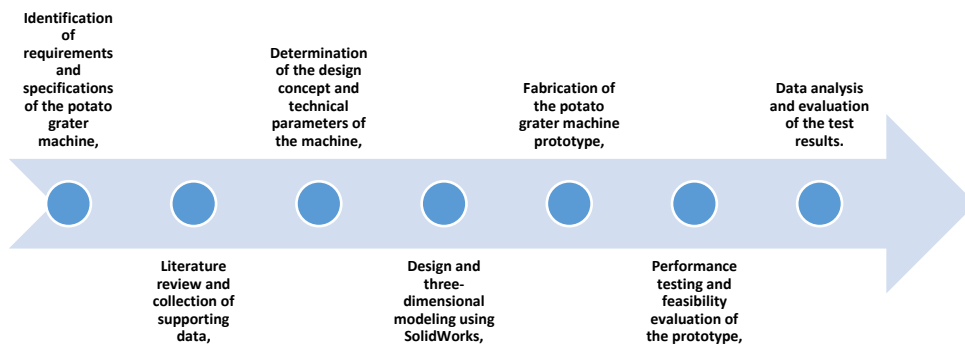 Identification
of
requirements
and
specifications
of the potato
grater
machine,
Literature
review and
collection of
supporting
data,
Determination
of the design
concept and
technical
parameters of
the machine,
Design and
three-
dimensional
modeling using
SolidWorks,
Fabrication of
the potato
grater machine
prototype,
Performance
testing and
feasibility
evaluation of
the prototype,
Data analysis
and evaluation
of the test
results.